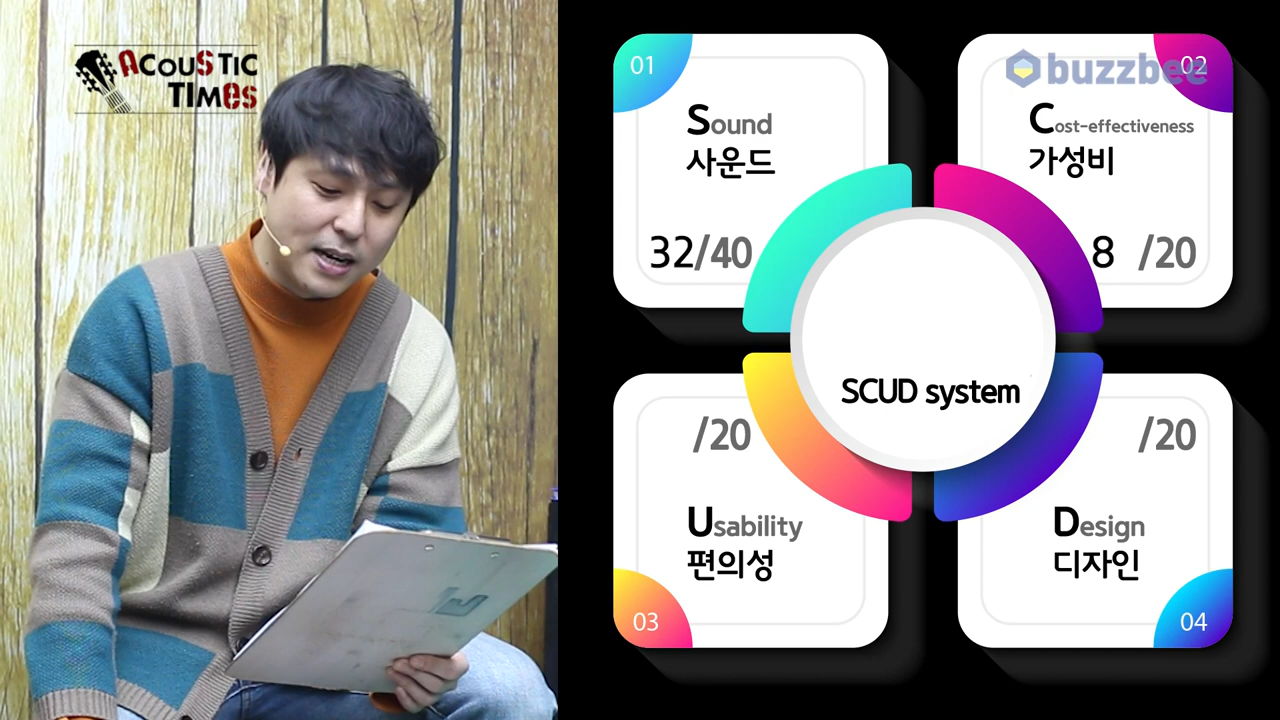 ACOUSTIC
TIMES
01
Sound
사운드
32/40
buzzbee
02
Cost-effectiveness
가성비
8 /20
SCUD system
/20
Usability
편의성
03
/20
Design
디자인
04